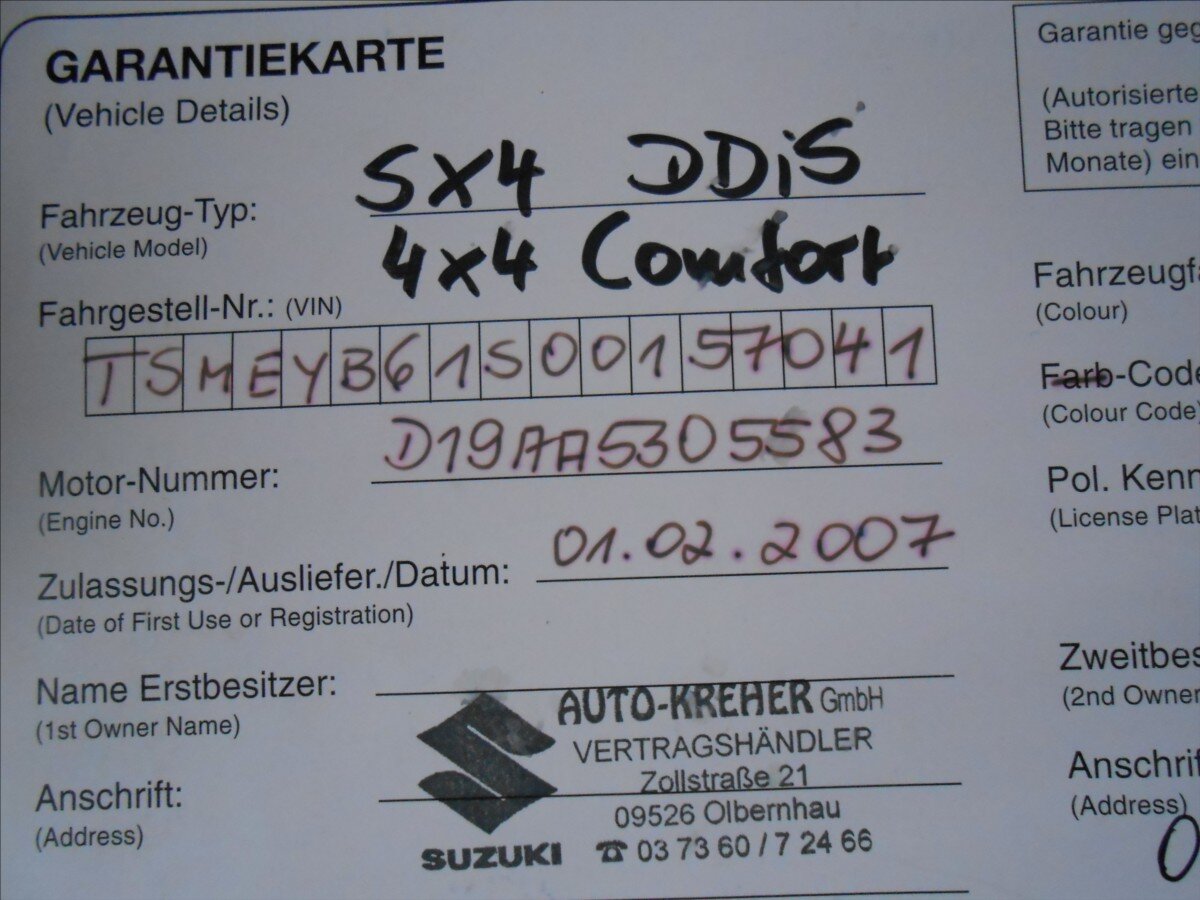 GARANTIEKARTE
(Vehicle Details)
Fahrzeug-Typ: SX4 DDiS
(Vehicle Model) 4x4 Comfort
Fahrgestell-Nr.: (VIN)
TSMEYB61S00157041
Motor-Nummer: D19AA5305583
(Engine No.)
Zulassungs-/Ausliefer./Datum: 01.02.2007
(Date of First Use or Registration)
Name Erstbesitzer:
(1st Owner Name)
Anschrift:
(Address)
AUTO-KREHER GmbH
VERTRAGSHÄNDLER
Zollstraße 21
09526 Olbernhau
SUZUKI ☎ 03 73 60 / 7 24 66
Garantie geg
(Autorisierte
Bitte tragen
Monate) ein
Fahrzeugfa
(Colour)
Farb-Code
(Colour Code)
Pol. Kenn
(License Plat
Zweitbes
(2nd Owner
Anschrif
(Address)
0